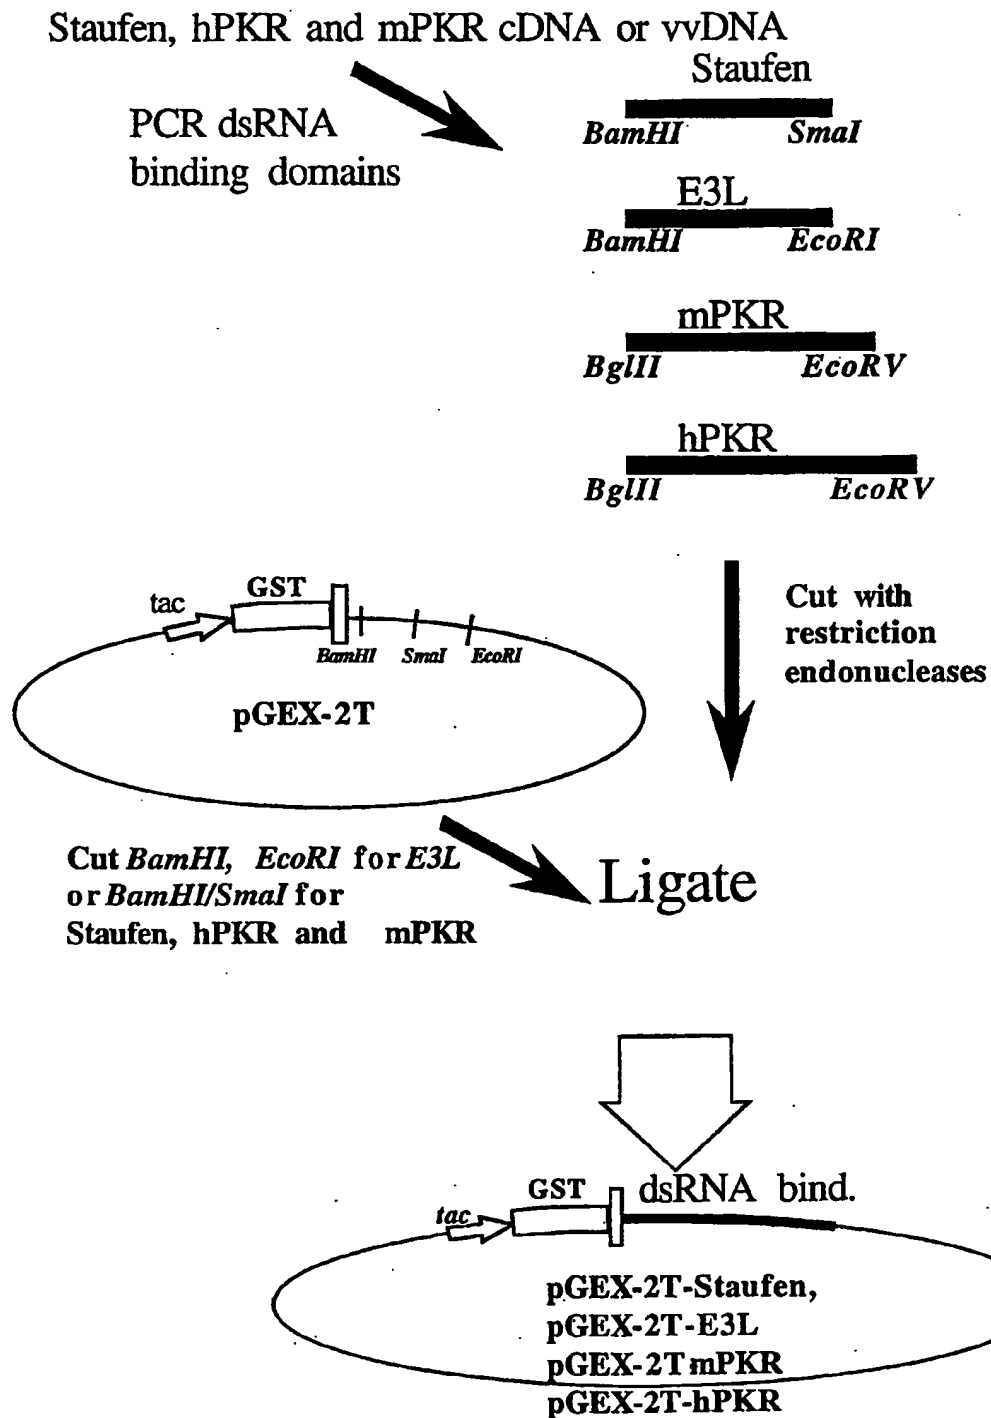 Staufen, hPKR and mPKR cDNA or vvDNA
PCR dsRNA
binding domains
Staufen
BamHI SmaI
E3L
BamHI EcoRI
mPKR
BglII EcoRV
hPKR
BglII EcoRV
Cut with
restriction
endonucleases
tac GST
BamHI SmaI EcoRI
pGEX-2T
Cut BamHI, EcoRI for E3L
or BamHI/SmaI for
Staufen, hPKR and mPKR
Ligate
tac GST dsRNA bind.
pGEX-2T-Staufen,
pGEX-2T-E3L
pGEX-2T mPKR
pGEX-2T-hPKR